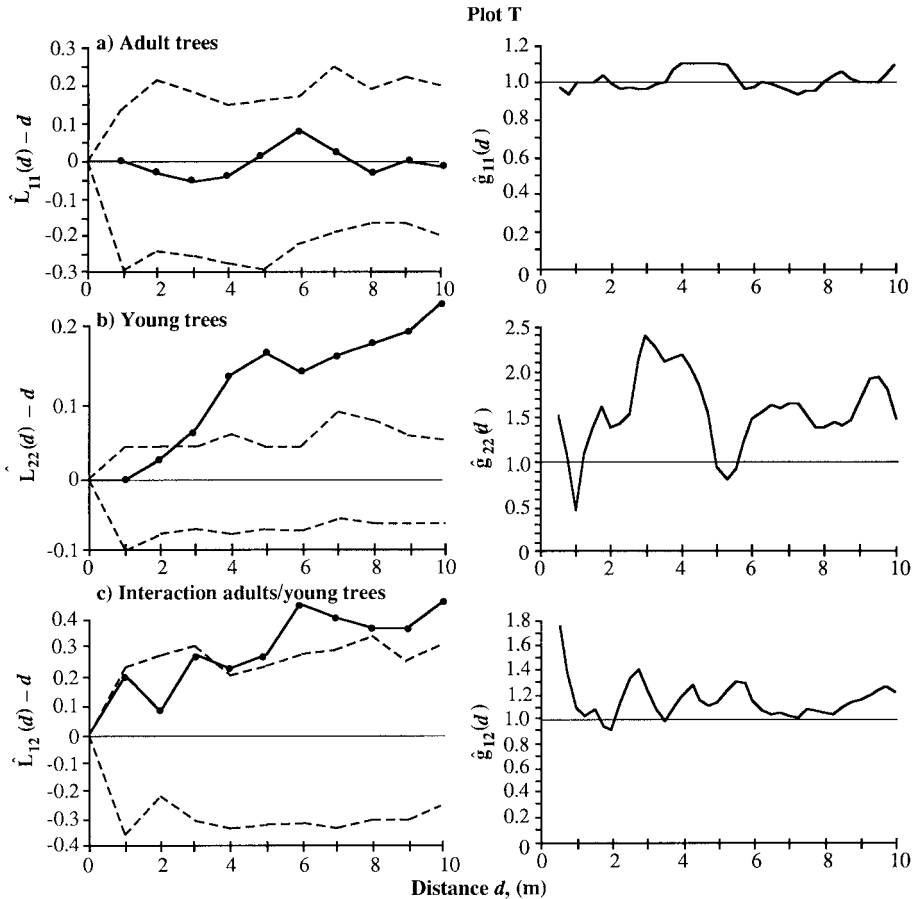 Plot T
a) Adult trees
0.3
0.2
0.1
0
-0.1
-0.2
-0.3
L̂11(d) – d
0 2 4 6 8 10
1.2
1.0
0.8
0.6
0.4
0.2
0
ĝ11(d)
0 2 4 6 8 10
b) Young trees
0.2
0.1
0
-0.1
L̂22(d) – d
0 2 4 6 8 10
2.5
2.0
1.5
1.0
0.5
0
ĝ22(d
0 2 4 6 8 10
c) Interaction adults/young trees
0.4
0.3
0.2
0.1
0
-0.1
-0.2
-0.3
-0.4
L̂12(d) – d
0 2 4 6 8 10
1.8
1.6
1.4
1.2
1.0
0.8
0.6
0.4
0.2
0
ĝ12(d)
0 2 4 6 8 10
Distance d, (m)